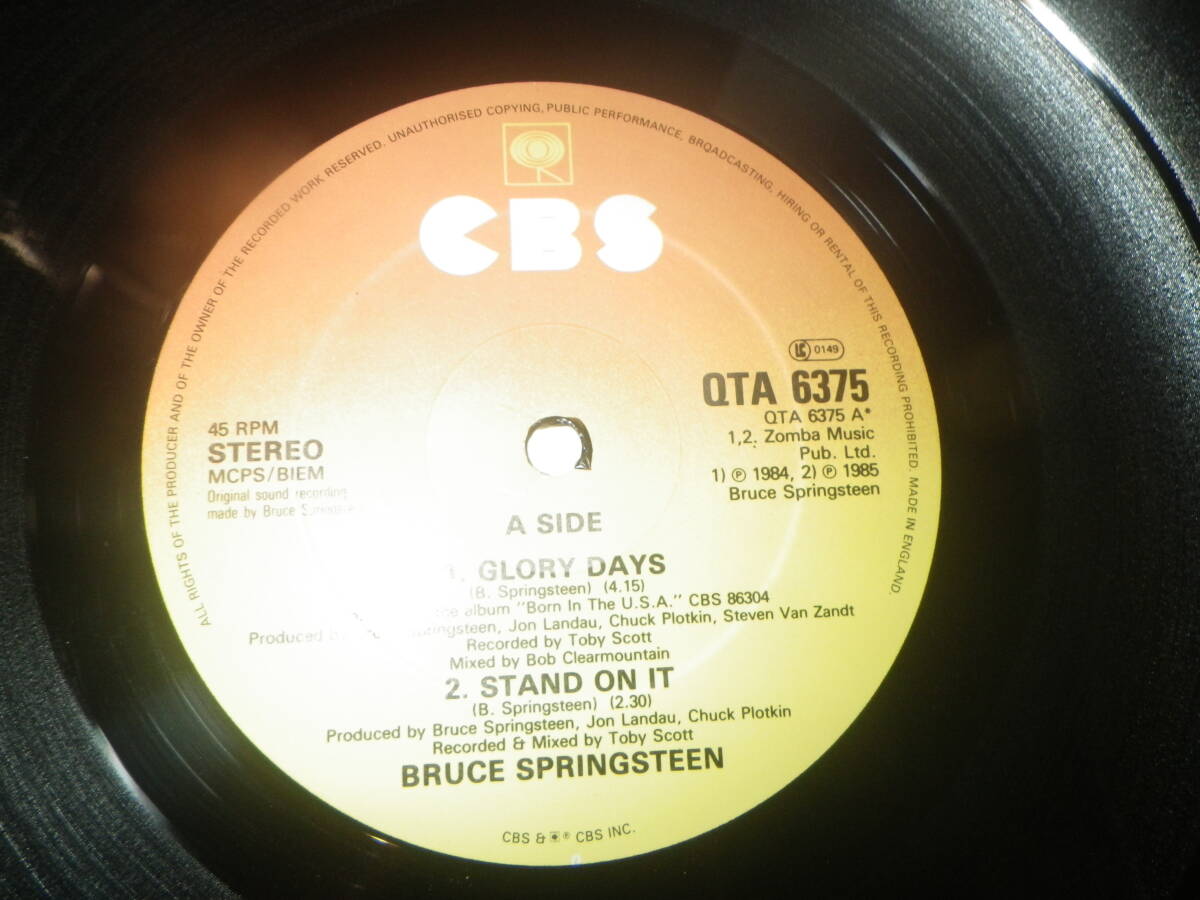 ALL RIGHTS OF THE PRODUCER AND OF THE OWNER OF THE RECORDED WORK RESERVED. UNAUTHORISED COPYING, PUBLIC PERFORMANCE, BROADCASTING, HIRING OR RENTAL OF THIS RECORDING PROHIBITED. MADE IN ENGLAND.
CBS
LC 0149
QTA 6375
QTA 6375 A*
1,2. Zomba Music
Pub. Ltd.
1) ℗ 1984, 2) ℗ 1985
Bruce Springsteen
45 RPM
STEREO
MCPS/BIEM
Original sound recording
made by Bruce
A SIDE
1. GLORY DAYS
(B. Springsteen) (4.15)
album "Born In The U.S.A." CBS 86304
Produced by Springsteen, Jon Landau, Chuck Plotkin, Steven Van Zandt
Recorded by Toby Scott
Mixed by Bob Clearmountain
2. STAND ON IT
(B. Springsteen) (2.30)
Produced by Bruce Springsteen, Jon Landau, Chuck Plotkin
Recorded & Mixed by Toby Scott
BRUCE SPRINGSTEEN
CBS & ® CBS INC.